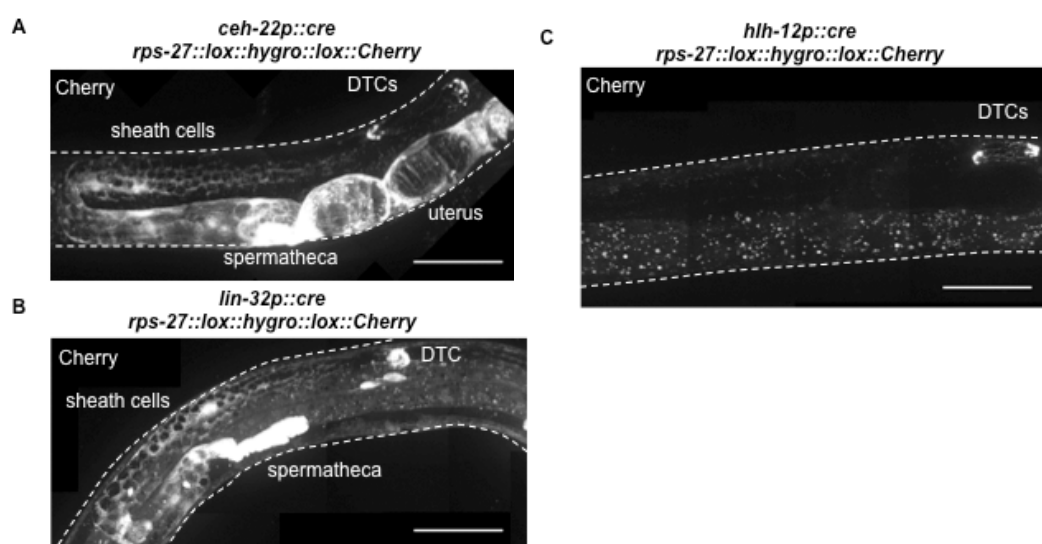 A
ceh-22p::cre
rps-27::lox::hygro::lox::Cherry
Cherry
DTCs
sheath cells
uterus
spermatheca
B
lin-32p::cre
rps-27::lox::hygro::lox::Cherry
Cherry
DTC
sheath cells
spermatheca
C
hlh-12p::cre
rps-27::lox::hygro::lox::Cherry
Cherry
DTCs